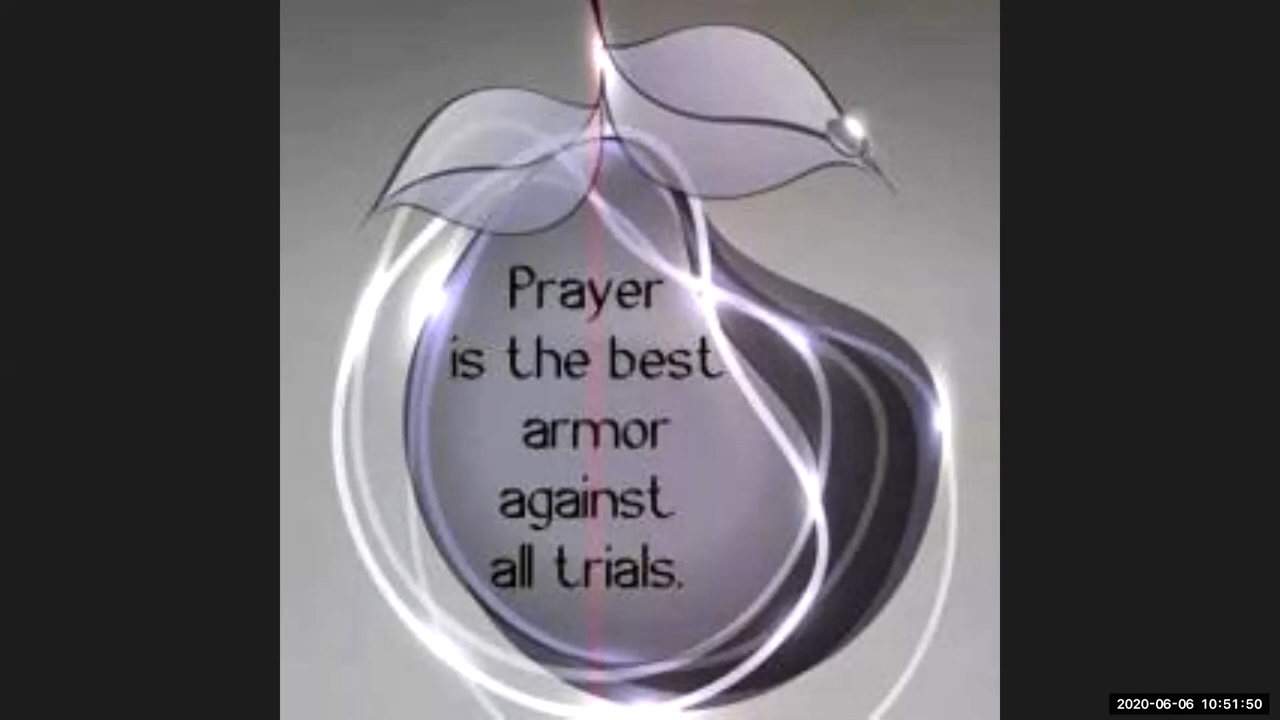 Prayer
is the best
armor
against
all trials.
2020-06-06 10:51:50